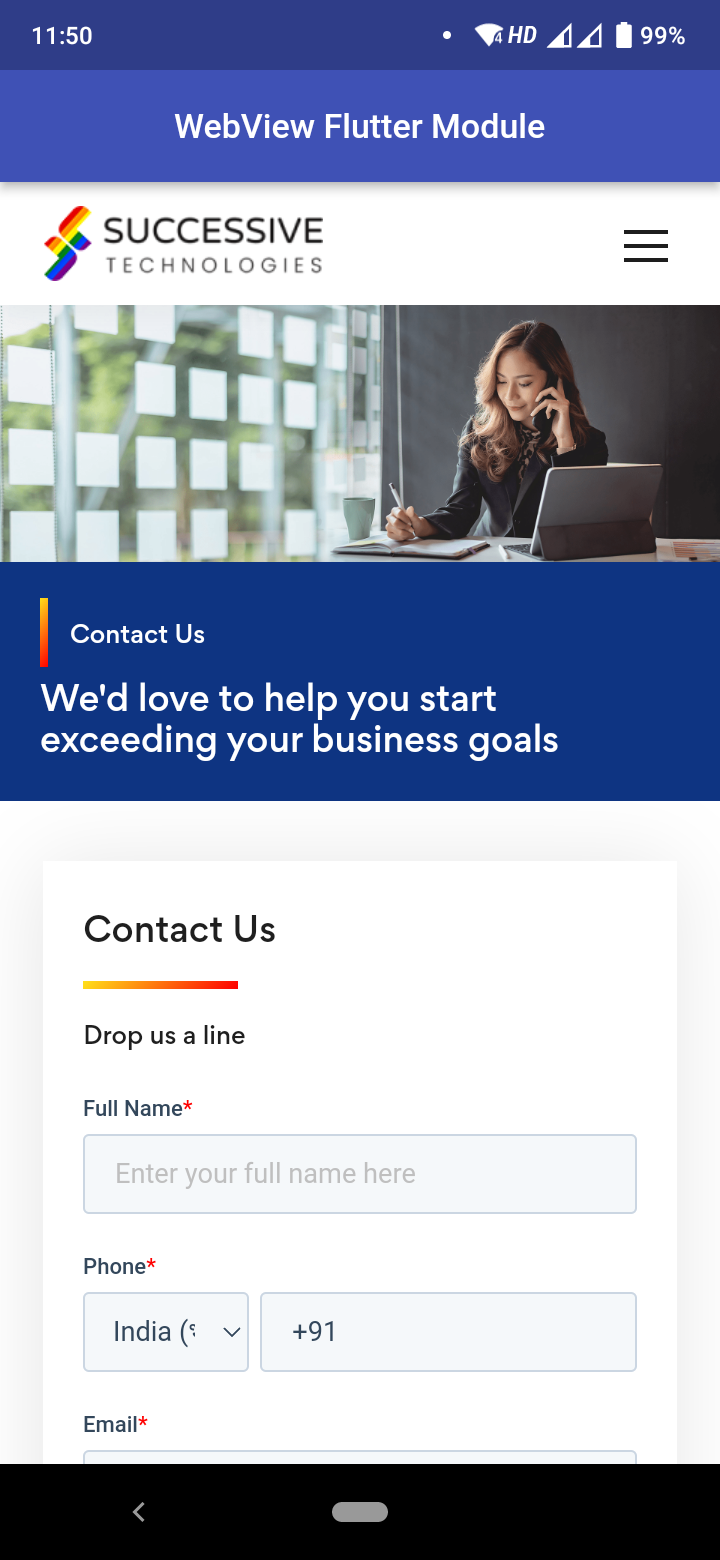 11:50
4 HD
99%
WebView Flutter Module
SUCCESSIVE
TECHNOLOGIES
Contact Us
We'd love to help you start
exceeding your business goals
Contact Us
Drop us a line
Full Name*
Enter your full name here
Phone*
India (
+91
Email*